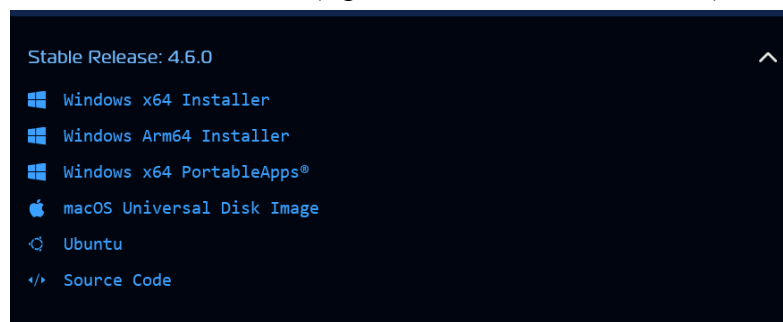 Stable Release: 4.6.0
Windows x64 Installer
Windows Arm64 Installer
Windows x64 PortableApps®
macOS Universal Disk Image
Ubuntu
Source Code